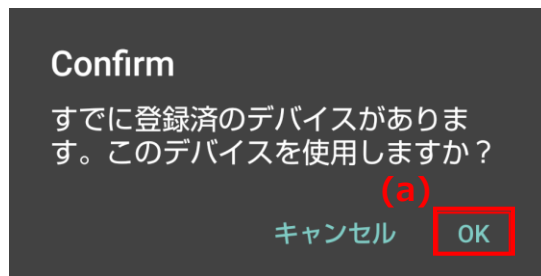 Confirm
すでに登録済のデバイスがありま
す。このデバイスを使用しますか？
(a)
キャンセル OK